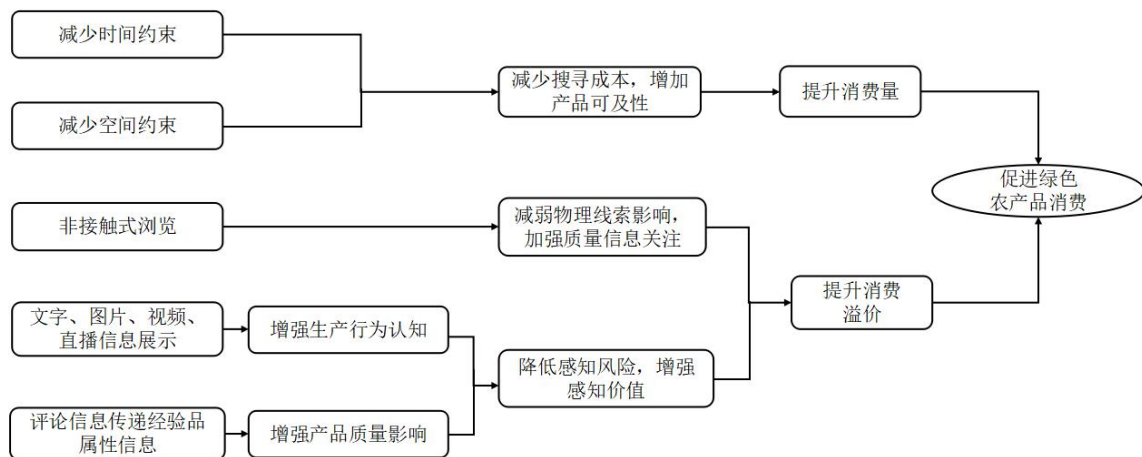 减少时间约束
减少空间约束
减少搜寻成本，增加
产品可及性
提升消费量
促进绿色
农产品消费
非接触式浏览
减弱物理线索影响，
加强质量信息关注
提升消费
溢价
文字、图片、视频、
直播信息展示
增强生产行为认知
降低感知风险，增强
感知价值
评论信息传递经验品
属性信息
增强产品质量影响